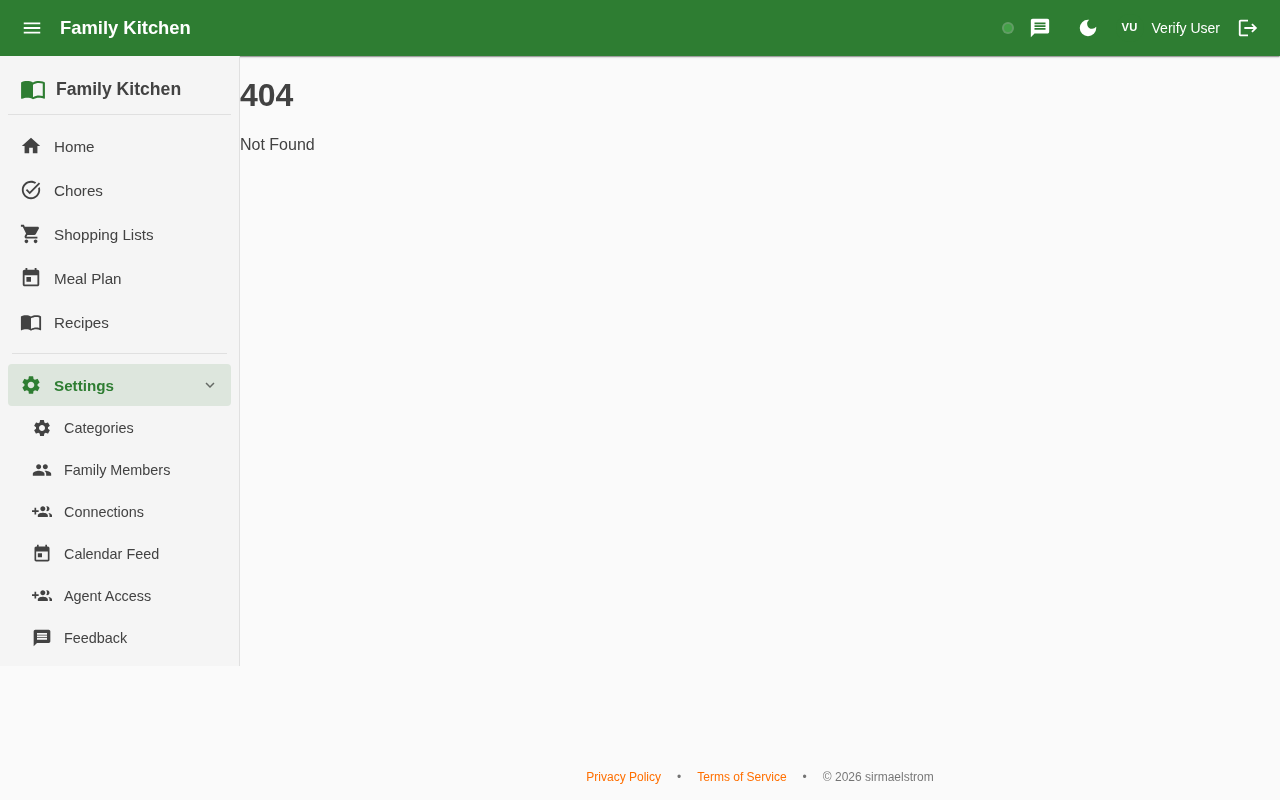 Family Kitchen
VU Verify User
Family Kitchen
Home
Chores
Shopping Lists
Meal Plan
Recipes
Settings
Categories
Family Members
Connections
Calendar Feed
Agent Access
Feedback
404
Not Found
Privacy Policy • Terms of Service • © 2026 sirmaelstrom